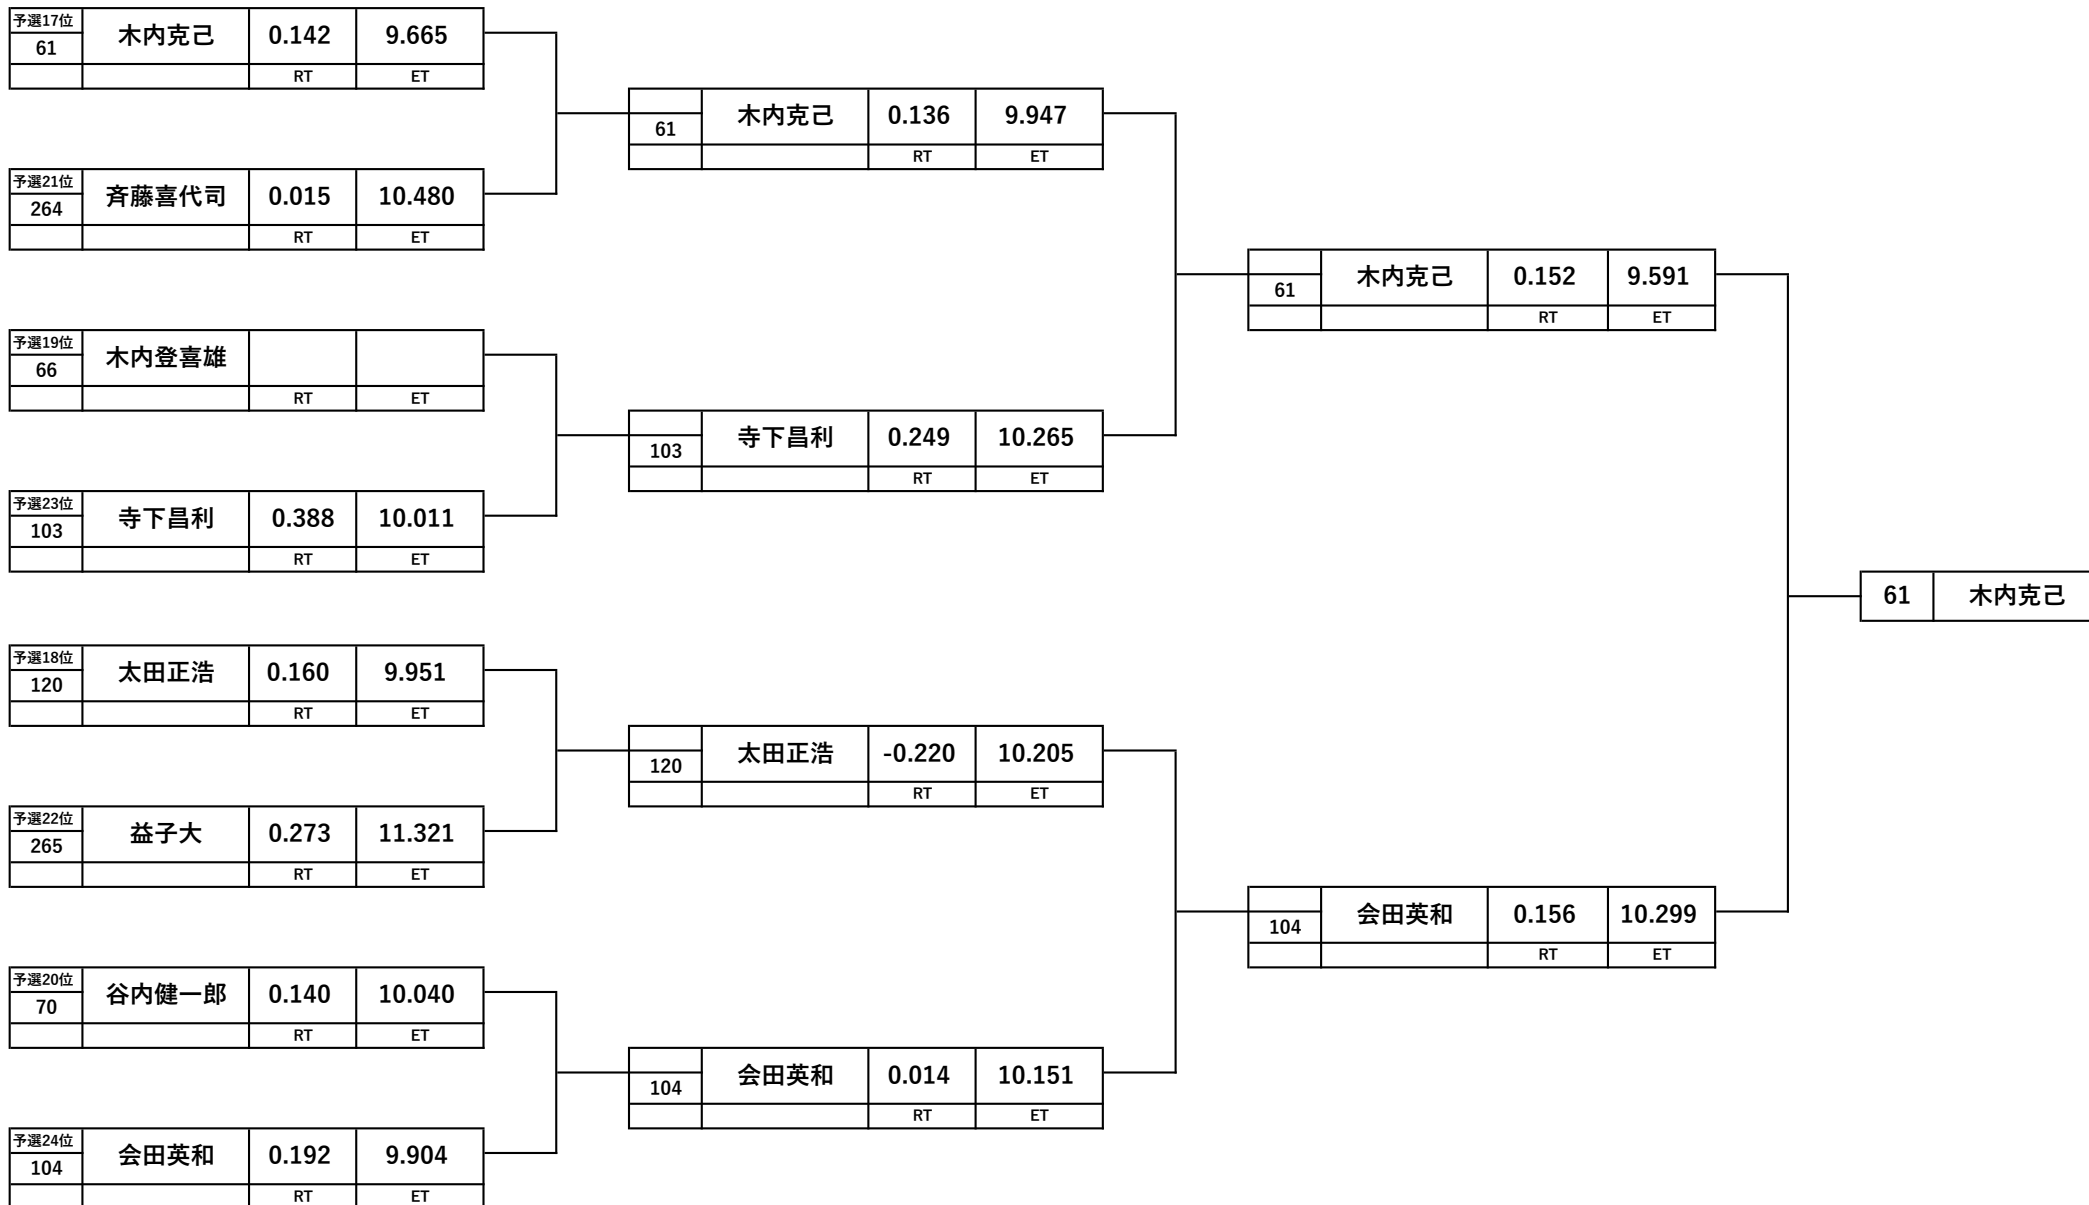 予選17位
61
木内克己 0.142 9.665
RT ET
予選21位
264
斉藤喜代司 0.015 10.480
RT ET
予選19位
66
木内登喜雄
RT ET
予選23位
103
寺下昌利 0.388 10.011
RT ET
予選18位
120
太田正浩 0.160 9.951
RT ET
予選22位
265
益子大 0.273 11.321
RT ET
予選20位
70
谷内健一郎 0.140 10.040
RT ET
予選24位
104
会田英和 0.192 9.904
RT ET
61
木内克己 0.136 9.947
RT ET
103
寺下昌利 0.249 10.265
RT ET
120
太田正浩 -0.220 10.205
RT ET
104
会田英和 0.014 10.151
RT ET
61
木内克己 0.152 9.591
RT ET
104
会田英和 0.156 10.299
RT ET
61 木内克己